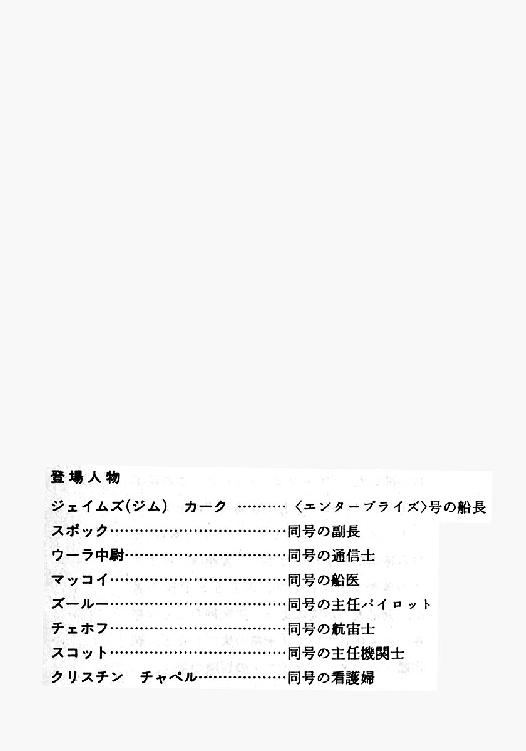 登場人物
ジェイムズ(ジム)　カーク ………… 〈エンタープライズ〉号の船長
スポック………………………………同号の副長
ウーラ中尉……………………………同号の通信士
マッコイ………………………………同号の船医
ズールー………………………………同号の主任パイロット
チェホフ………………………………同号の航宙士
スコット………………………………同号の主任機関士
クリスチン　チャペル………………同号の看護婦